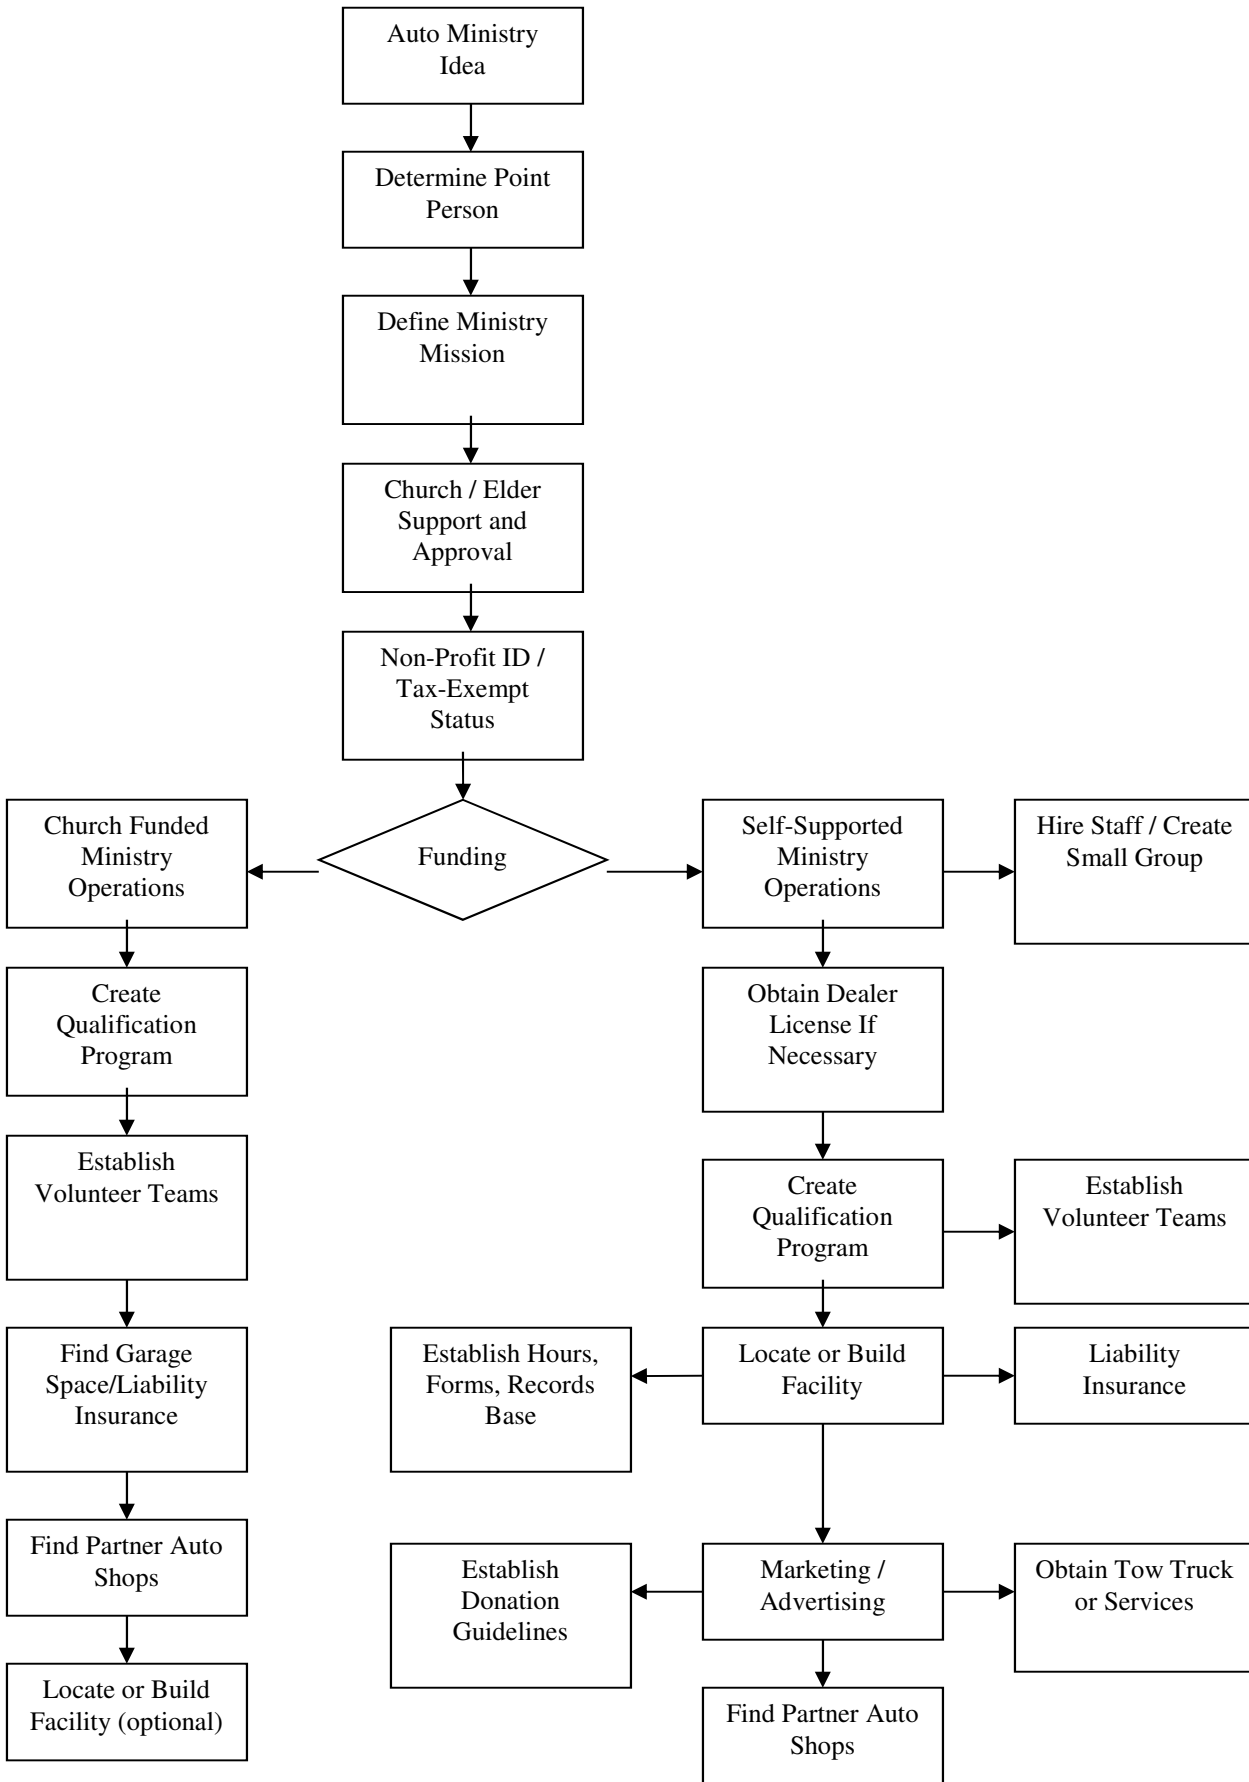 Auto Ministry
Idea
Determine Point
Person
Define Ministry
Mission
Church / Elder
Support and
Approval
Non-Profit ID /
Tax-Exempt
Status
Funding
Church Funded
Ministry
Operations
Create
Qualification
Program
Establish
Volunteer Teams
Find Garage
Space/Liability
Insurance
Find Partner Auto
Shops
Locate or Build
Facility (optional)
Self-Supported
Ministry
Operations
Hire Staff / Create
Small Group
Obtain Dealer
License If
Necessary
Create
Qualification
Program
Establish
Volunteer Teams
Establish Hours,
Forms, Records
Base
Locate or Build
Facility
Liability
Insurance
Establish
Donation
Guidelines
Marketing /
Advertising
Obtain Tow Truck
or Services
Find Partner Auto
Shops